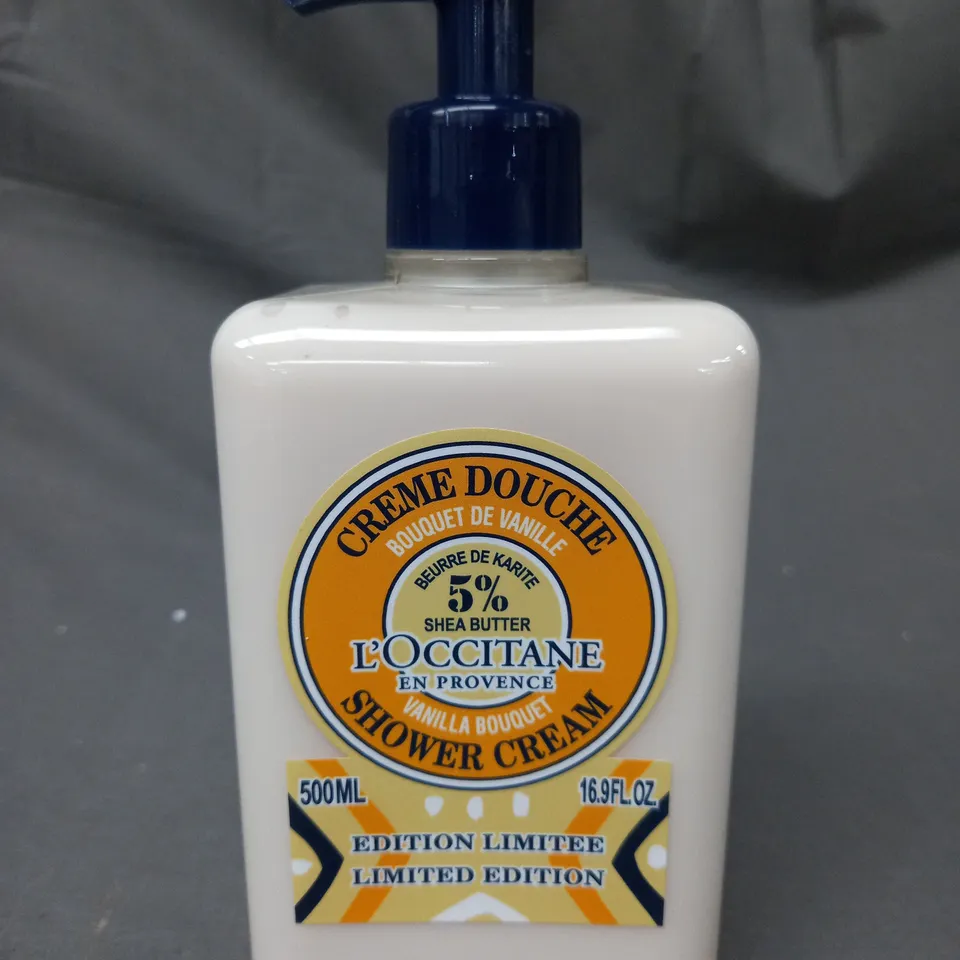 CREME DOUCHE
BOUQUET DE VANILLE
BEURRE DE KARITE
5%
SHEA BUTTER
L'OCCITANE
EN PROVENCE
VANILLA BOUQUET
SHOWER CREAM
500ML 16.9FL.OZ.
EDITION LIMITEE
LIMITED EDITION